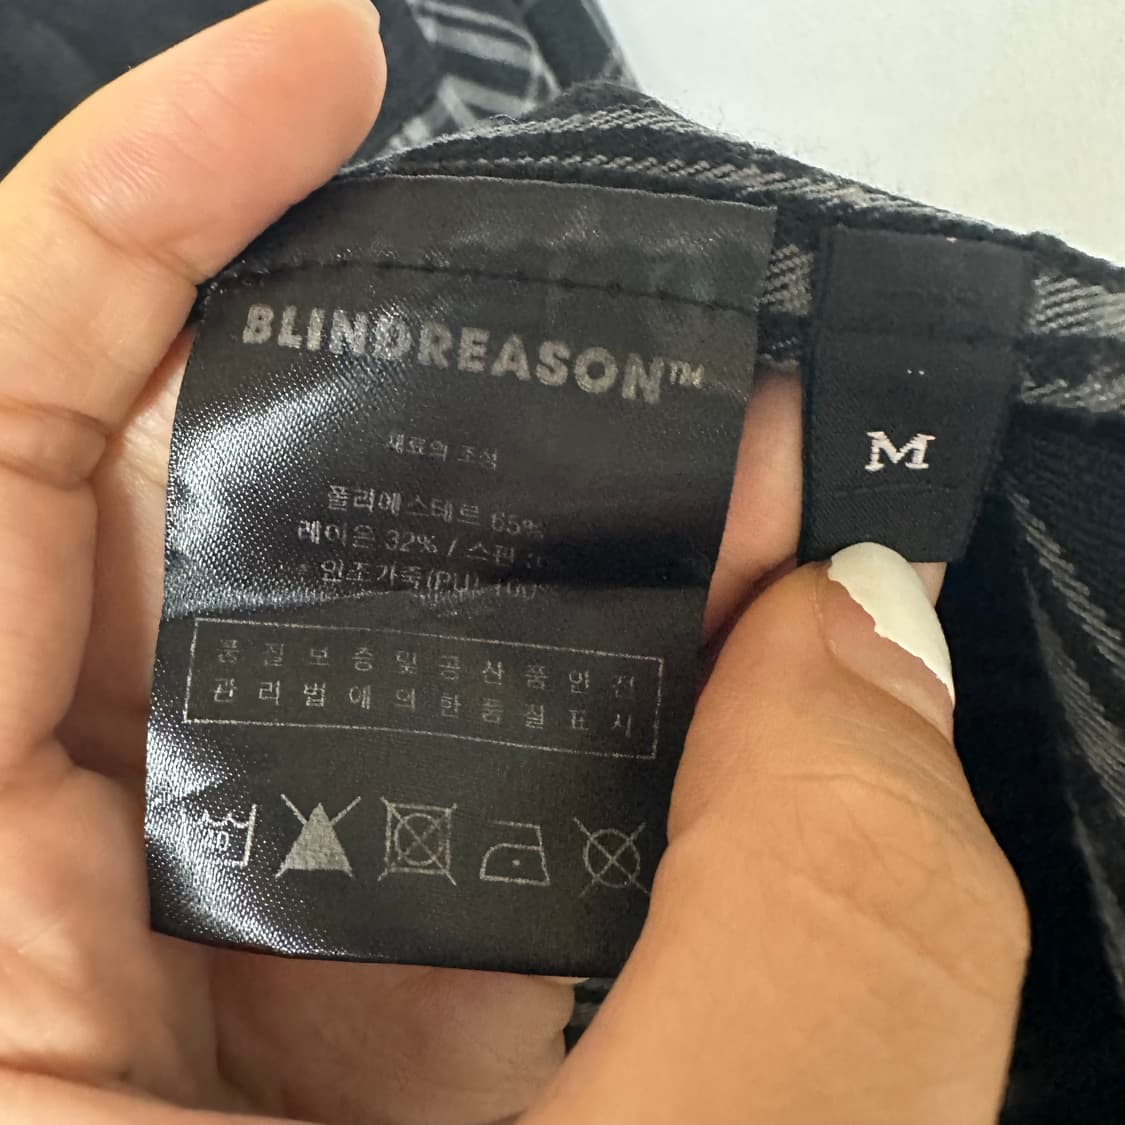 BLINDREASON™
재료의 조성
폴리에스테르 65%
레이온 32% / 스판
인조가죽(PU) 100%
품질보증및공산품안전
관리법에의한품질표시
M